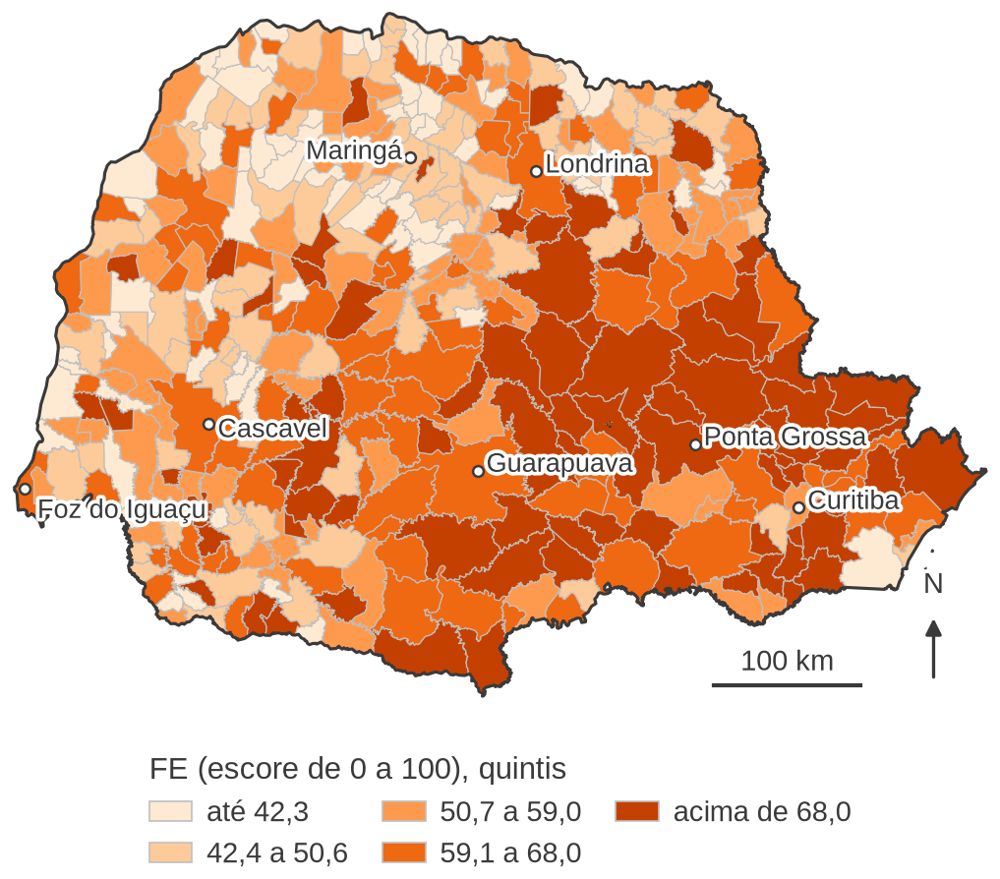 Maringá
Londrina
Cascavel
Ponta Grossa
Guarapuava
Curitiba
Foz do Iguaçu
N
100 km
FE (escore de 0 a 100), quintis
até 42,3
50,7 a 59,0
acima de 68,0
42,4 a 50,6
59,1 a 68,0